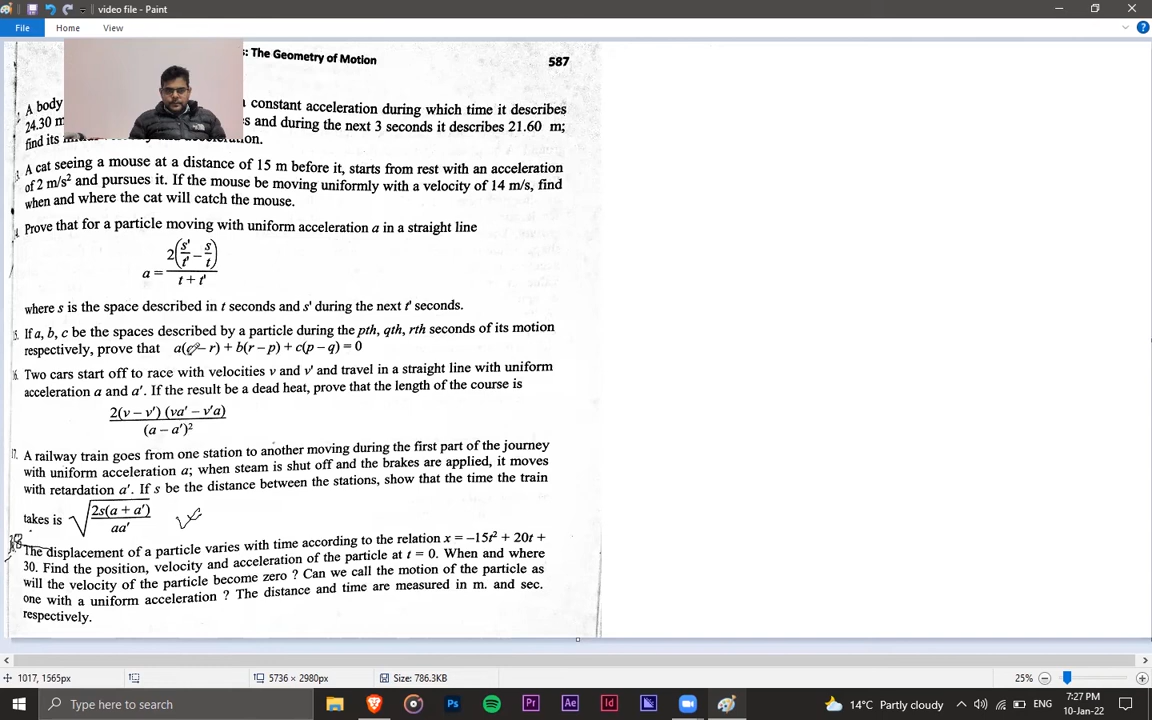 video file - Paint
File Home View
s: The Geometry of Motion 587
A body constant acceleration during which time it describes
24.30 m s and during the next 3 seconds it describes 21.60 m;
find its
A cat seeing a mouse at a distance of 15 m before it, starts from rest with an acceleration
of 2 m/s² and pursues it. If the mouse be moving uniformly with a velocity of 14 m/s, find
when and where the cat will catch the mouse.
Prove that for a particle moving with uniform acceleration a in a straight line
a = 2(s'/t' − s/t) / t + t'
where s is the space described in t seconds and s' during the next t' seconds.
If a, b, c be the spaces described by a particle during the pth, qth, rth seconds of its motion
respectively, prove that a(q − r) + b(r − p) + c(p − q) = 0
Two cars start off to race with velocities v and v' and travel in a straight line with uniform
acceleration a and a'. If the result be a dead heat, prove that the length of the course is
2(v − v') (va' − v'a)
(a − a')²
A railway train goes from one station to another moving during the first part of the journey
with uniform acceleration a; when steam is shut off and the brakes are applied, it moves
with retardation a'. If s be the distance between the stations, show that the time the train
takes is √ 2s(a + a') / aa'
The displacement of a particle varies with time according to the relation x = −15t² + 20t +
30. Find the position, velocity and acceleration of the particle at t = 0. When and where
will the velocity of the particle become zero ? Can we call the motion of the particle as
one with a uniform acceleration ? The distance and time are measured in m. and sec.
respectively.
1017, 1565px 5736 × 2980px Size: 786.3KB 25%
Type here to search Ps Pr Ae Id 14°C Partly cloudy ENG 7:27 PM
10-Jan-22